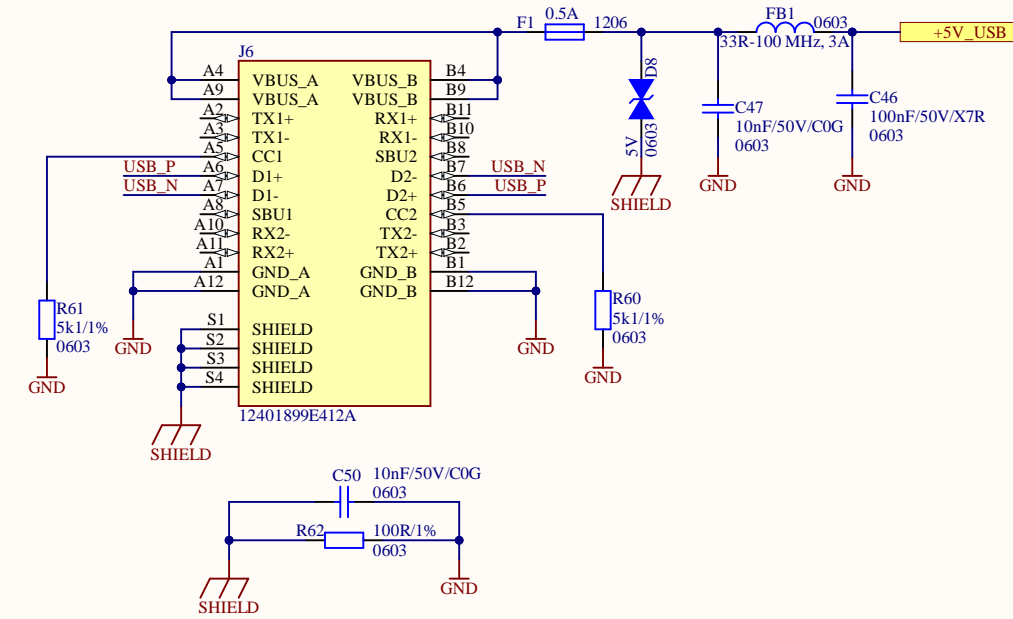 F1 0.5A 1206
FB1 0603
33R-100 MHz, 3A
+5V_USB
D8
5V 0603
SHIELD
C47
10nF/50V/C0G
0603
GND
C46
100nF/50V/X7R
0603
GND
J6
A4 VBUS_A VBUS_B B4
A9 VBUS_A VBUS_B B9
A2 TX1+ RX1+ B11
A3 TX1- RX1- B10
A5 CC1 SBU2 B8
USB_P A6 D1+ D2- B7 USB_N
USB_N A7 D1- D2+ B6 USB_P
A8 SBU1 CC2 B5
A10 RX2- TX2- B3
A11 RX2+ TX2+ B2
A1 GND_A GND_B B1
A12 GND_A GND_B B12
S1 SHIELD
S2 SHIELD
S3 SHIELD
S4 SHIELD
12401899E412A
R61
5k1/1%
0603
GND
GND
GND
R60
5k1/1%
0603
GND
SHIELD
C50 10nF/50V/C0G
0603
R62 100R/1%
0603
SHIELD
GND